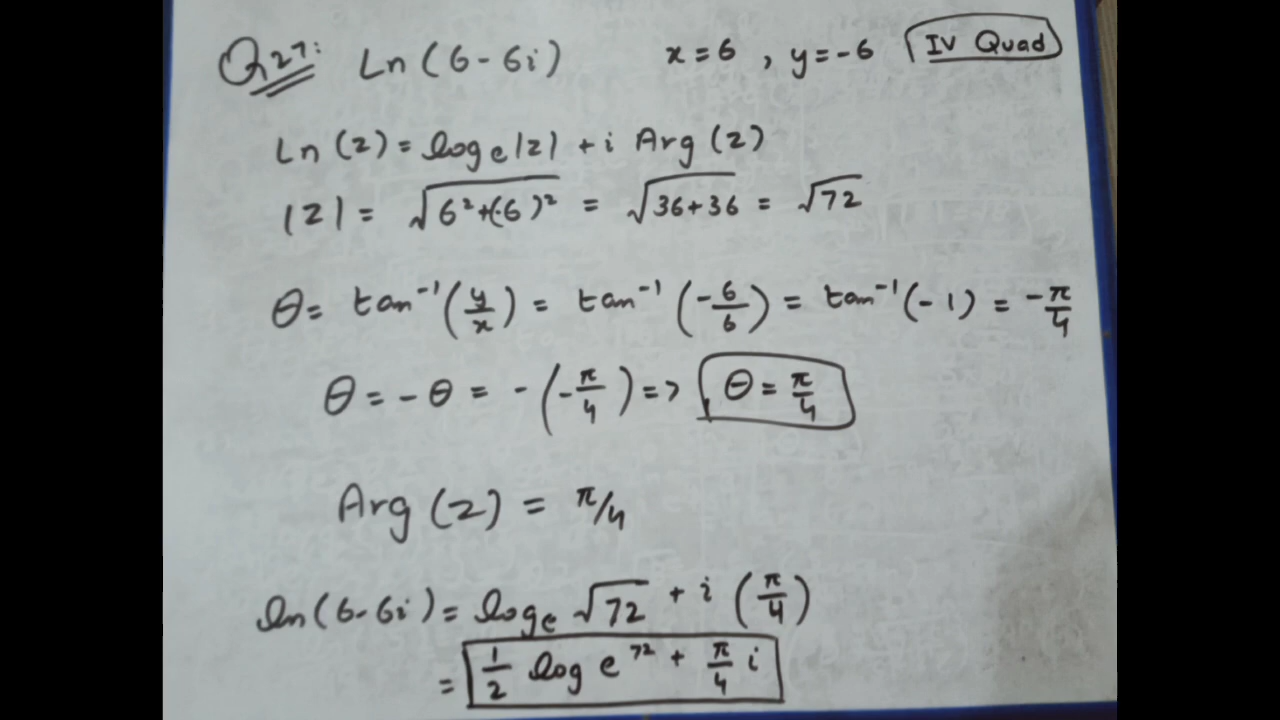 Q27: Ln (6-6i) x=6 , y=-6 IV Quad
Ln (z) = log e |z| + i Arg (z)
|z| = √6²+(-6)² = √36+36 = √72
θ= tan⁻¹(y/x) = tan⁻¹(-6/6) = tan⁻¹(-1) = -π/4
θ = -θ = -(-π/4) => θ = π/4
Arg (z) = π/4
ln(6-6i) = logₑ √72 + i (π/4)
= 1/2 log e⁷² + π/4 i